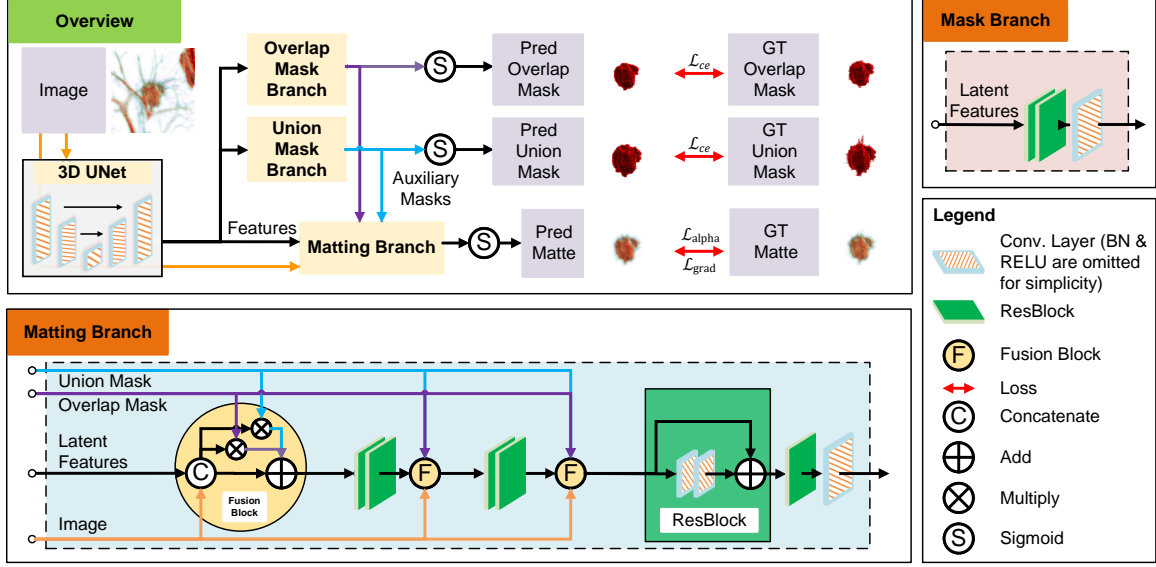 Overview
Image
3D UNet
Features
Overlap
Mask
Branch
Union
Mask
Branch
Matting Branch
Auxiliary
Masks
S
S
S
Pred
Overlap
Mask
Pred
Union
Mask
Pred
Matte
ℒce
ℒce
ℒalpha
ℒgrad
GT
Overlap
Mask
GT
Union
Mask
GT
Matte
Mask Branch
Latent
Features
Matting Branch
Union Mask
Overlap Mask
Latent
Features
Image
C
Fusion
Block
F
F
ResBlock
Legend
Conv. Layer (BN &
RELU are omitted
for simplicity)
ResBlock
F
Fusion Block
Loss
C
Concatenate
Add
Multiply
S
Sigmoid